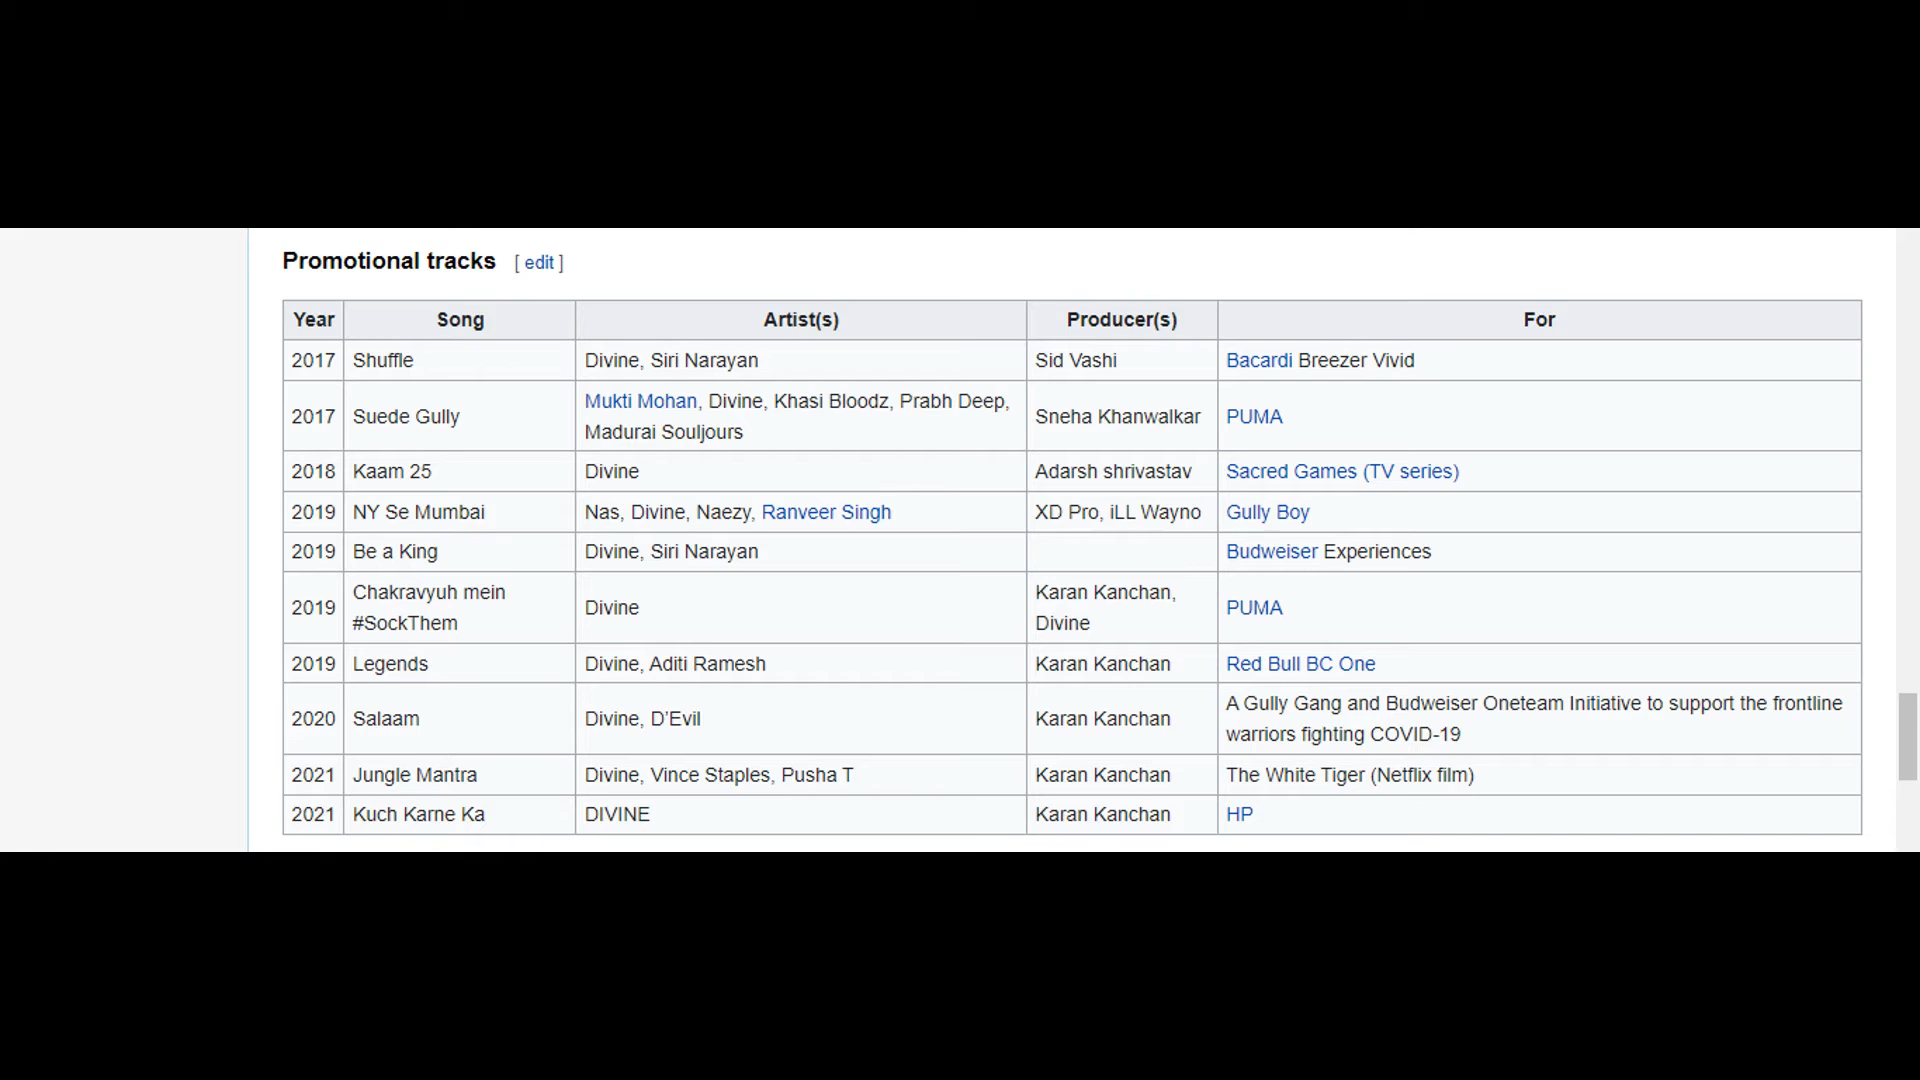 Promotional tracks [ edit ]
Year Song Artist(s) Producer(s) For
2017 Shuffle Divine, Siri Narayan Sid Vashi Bacardi Breezer Vivid
2017 Suede Gully Mukti Mohan, Divine, Khasi Bloodz, Prabh Deep, Madurai Souljours Sneha Khanwalkar PUMA
2018 Kaam 25 Divine Adarsh shrivastav Sacred Games (TV series)
2019 NY Se Mumbai Nas, Divine, Naezy, Ranveer Singh XD Pro, iLL Wayno Gully Boy
2019 Be a King Divine, Siri Narayan Budweiser Experiences
2019 Chakravyuh mein #SockThem Divine Karan Kanchan, Divine PUMA
2019 Legends Divine, Aditi Ramesh Karan Kanchan Red Bull BC One
2020 Salaam Divine, D’Evil Karan Kanchan A Gully Gang and Budweiser Oneteam Initiative to support the frontline warriors fighting COVID-19
2021 Jungle Mantra Divine, Vince Staples, Pusha T Karan Kanchan The White Tiger (Netflix film)
2021 Kuch Karne Ka DIVINE Karan Kanchan HP